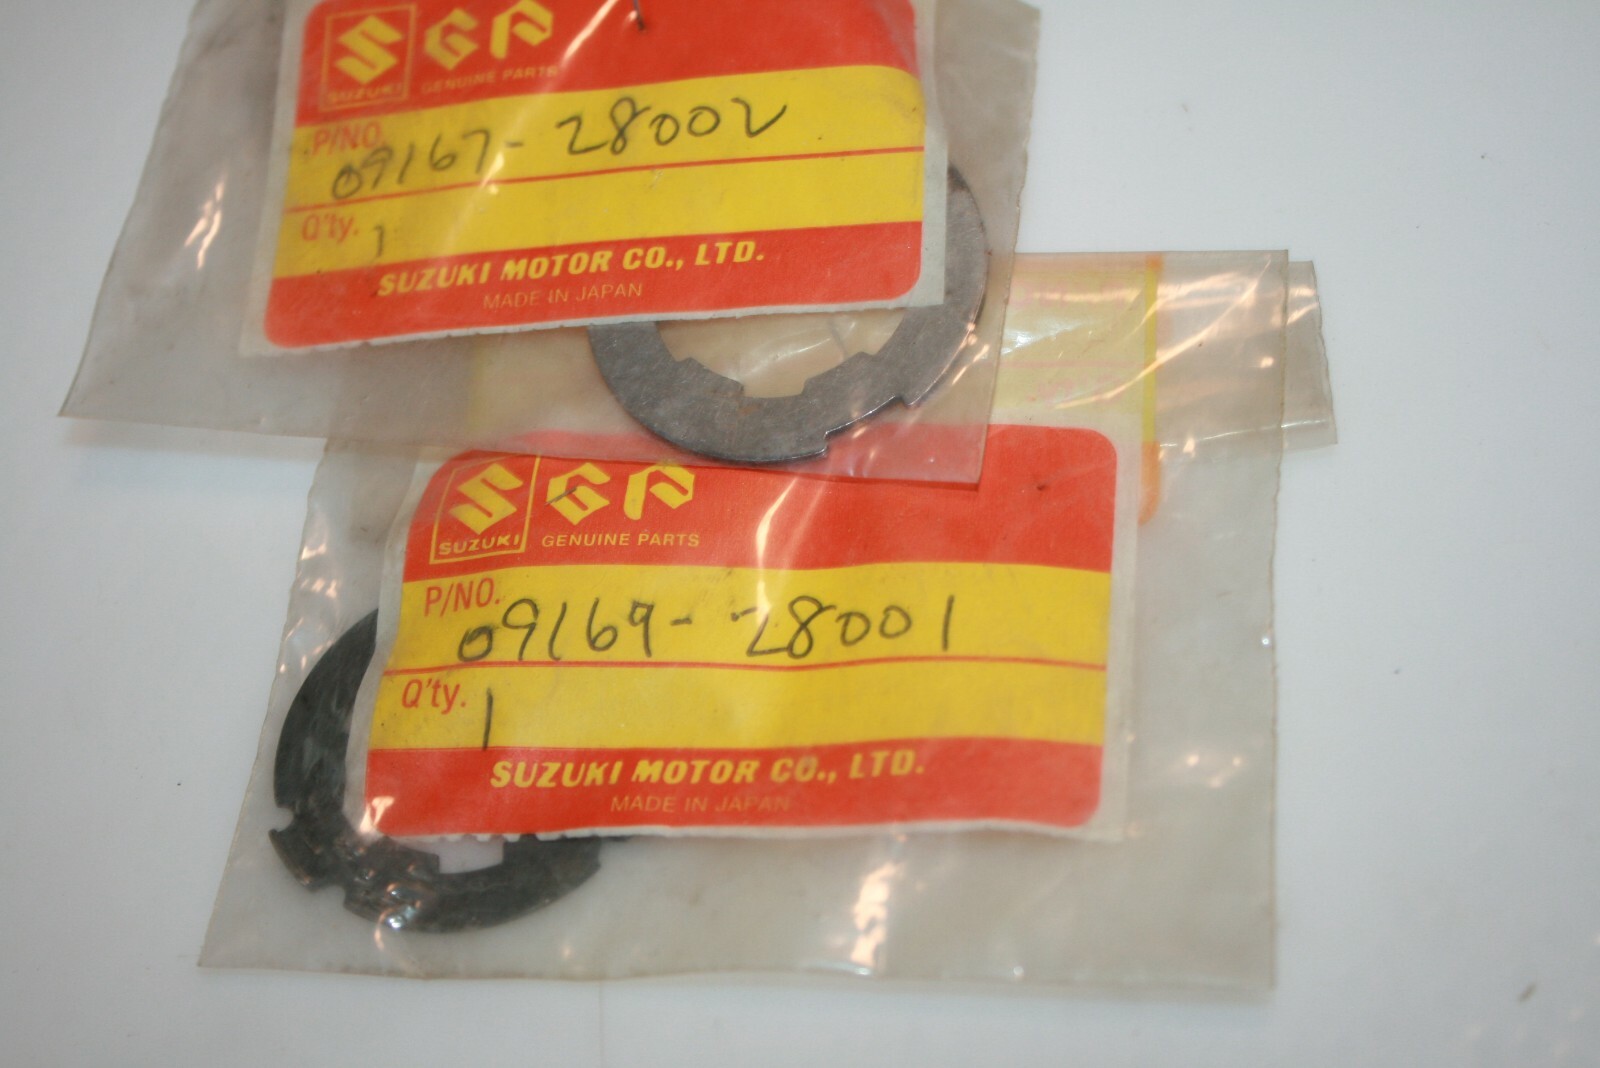 SUZUKI
SGP
GENUINE PARTS
P/NO.
09167-28002
Q'ty.
1
SUZUKI MOTOR CO., LTD.
MADE IN JAPAN
SUZUKI
SGP
GENUINE PARTS
P/NO.
09169-28001
Q'ty.
1
SUZUKI MOTOR CO., LTD.
MADE IN JAPAN